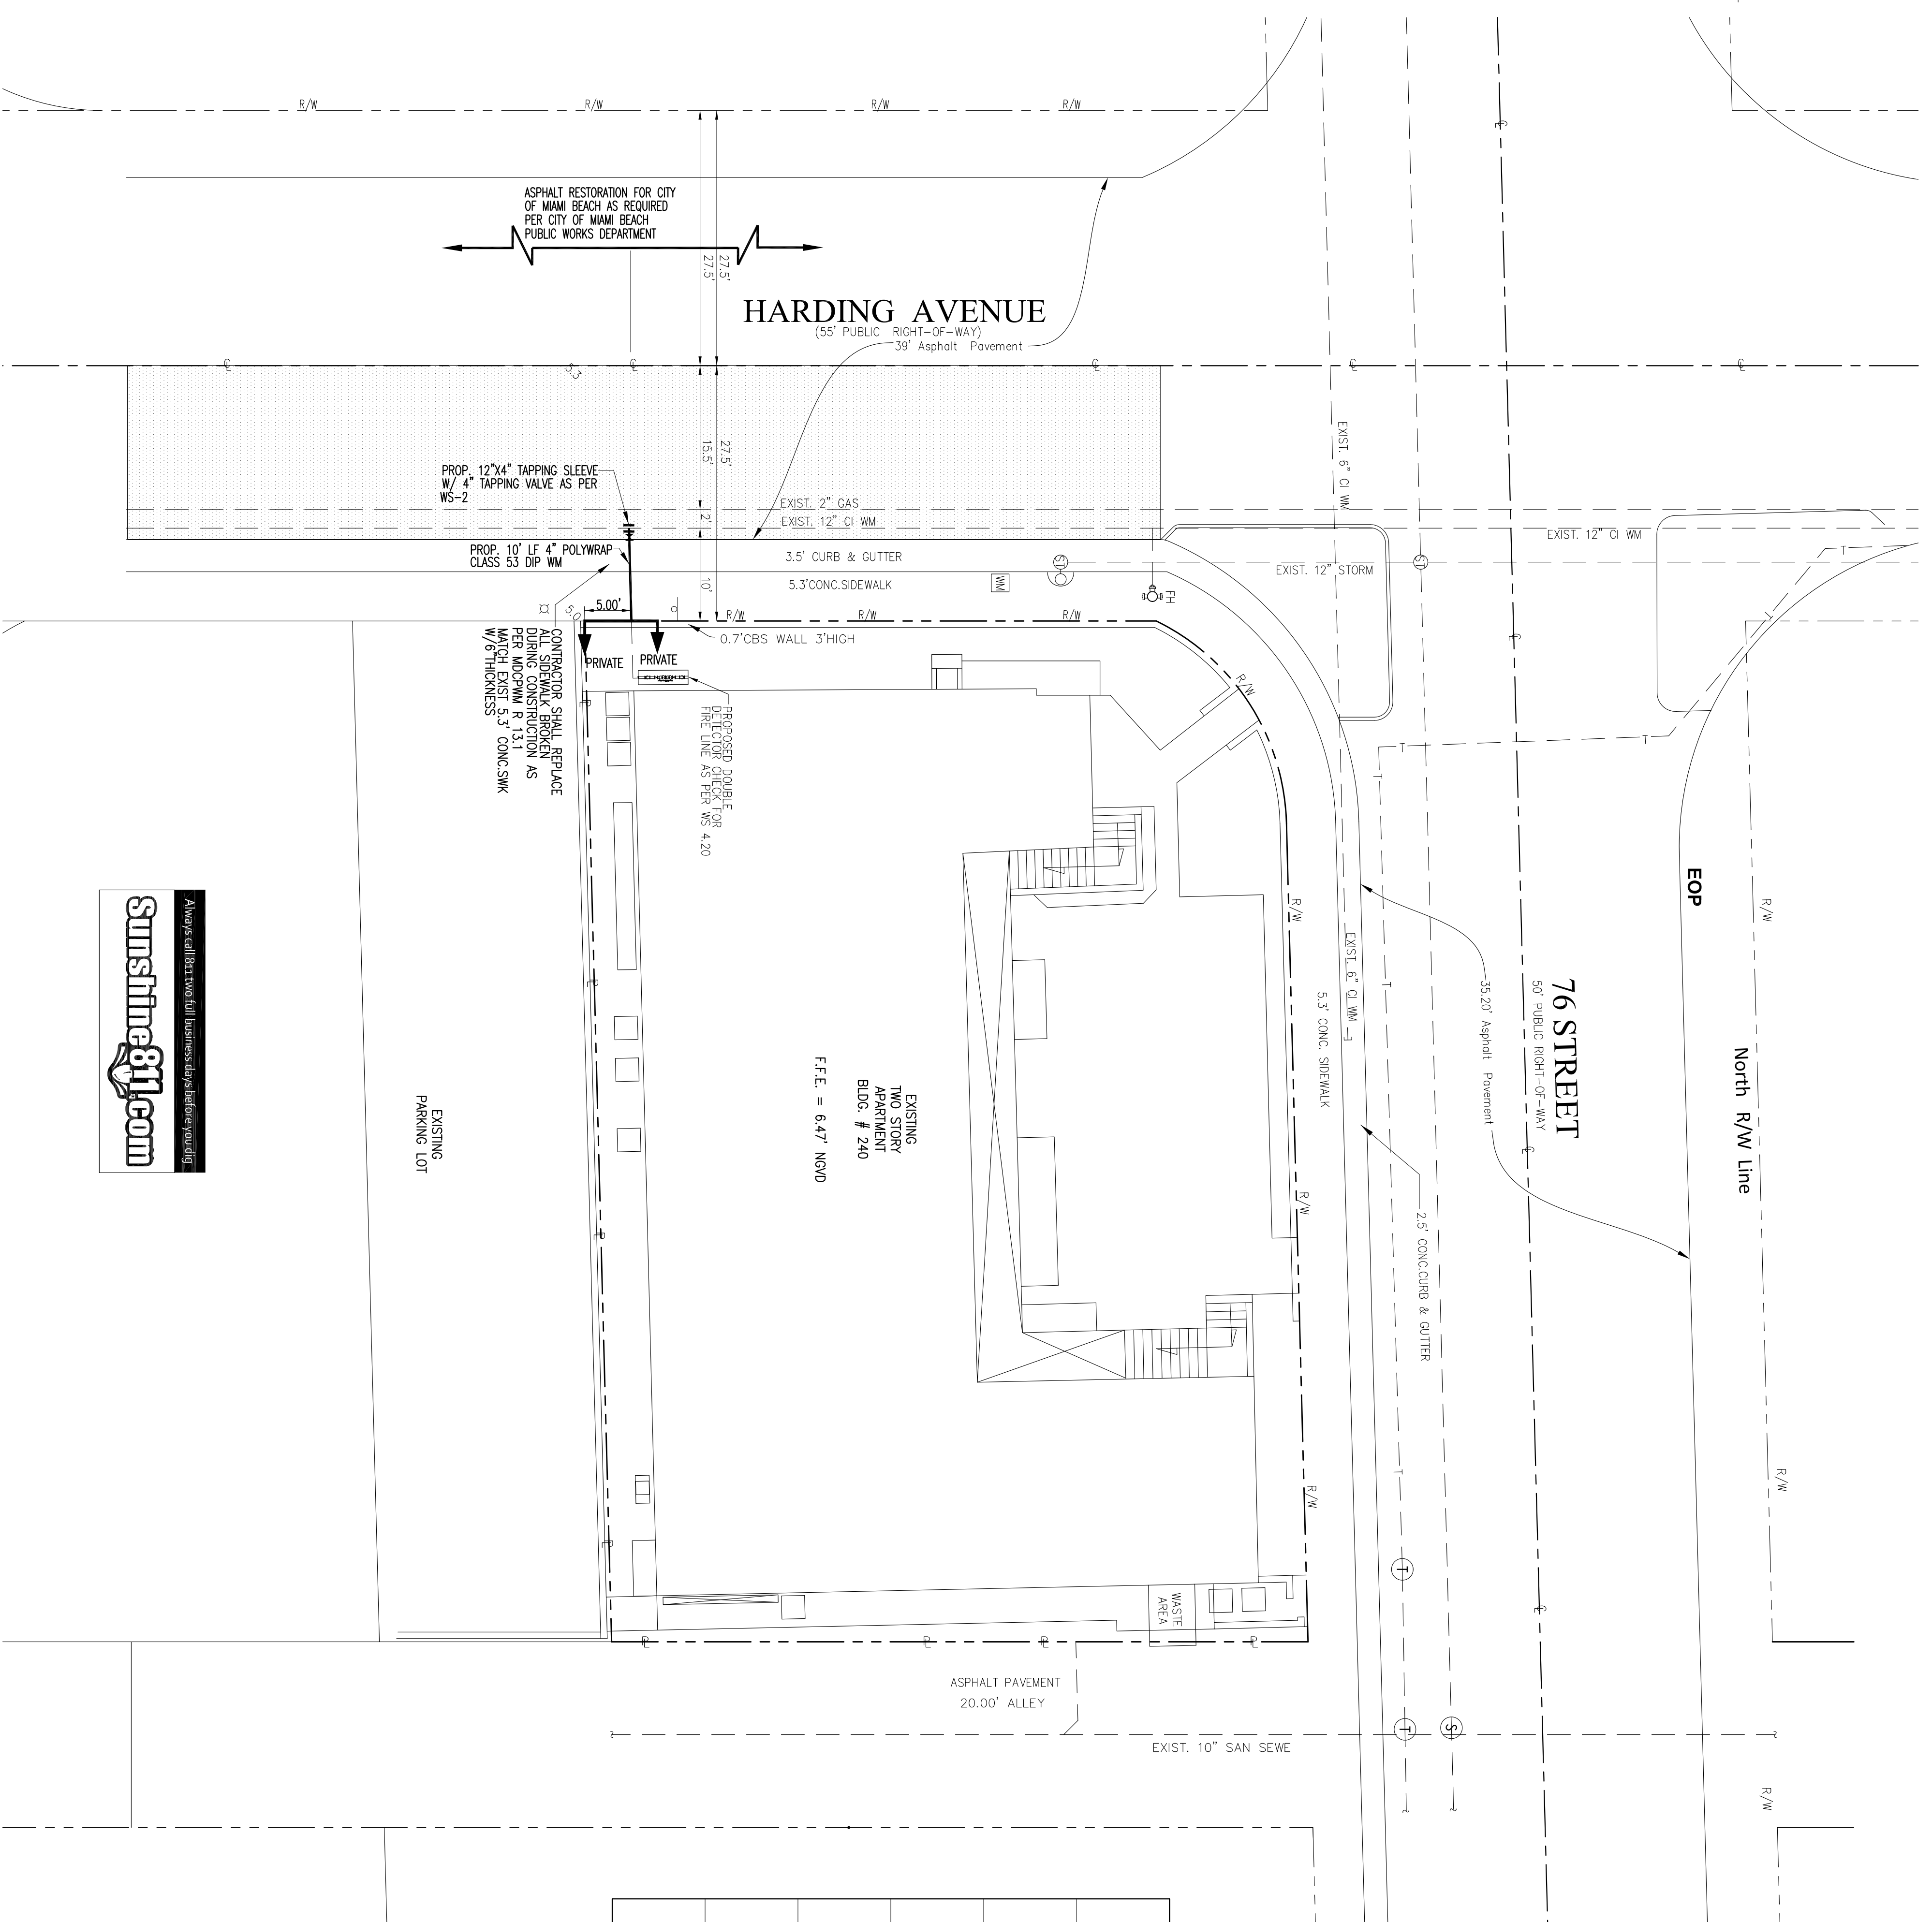 R/W
R/W
R/W
R/W
ASPHALT RESTORATION FOR CITY
OF MIAMI BEACH AS REQUIRED
PER CITY OF MIAMI BEACH
PUBLIC WORKS DEPARTMENT
27.5'
27.5'
HARDING AVENUE
(55' PUBLIC RIGHT-OF-WAY)
39' Asphalt Pavement
5.3
15.5'
27.5'
EXIST. 6" CI WM
PROP. 12"X4" TAPPING SLEEVE
W/ 4" TAPPING VALVE AS PER
WS-2
EXIST. 2" GAS
2'
EXIST. 12" CI WM
EXIST. 12" CI WM
PROP. 10' LF 4" POLYWRAP
CLASS 53 DIP WM
3.5' CURB & GUTTER
ST
ST
EXIST. 12" STORM
5.3'CONC.SIDEWALK
WM
10'
FH
5.0
5.00'
R/W
R/W
R/W
0.7'CBS WALL 3'HIGH
PRIVATE
PRIVATE
CONTRACTOR SHALL REPLACE
ALL SIDEWALK BROKEN
DURING CONSTRUCTION AS
PER MDCPWM R 13.1
MATCH EXIST 5.3' CONC.SWK
W/6"THICKNESS
PROPOSED DOUBLE
DETECTOR CHECK FOR
FIRE LINE AS PER WS 4.20
R/W
T
T
T
T
T
EOP
R/W
R/W
EXIST. 6" CI WM
T
5.3' CONC. SIDEWALK
35.20' Asphalt Pavement
76 STREET
50' PUBLIC RIGHT-OF-WAY
North R/W Line
Always call 811 two full business days before you dig
Sunshine811.com
EXISTING
PARKING LOT
EXISTING
TWO STORY
APARTMENT
BLDG. # 240
F.F.E. = 6.47' NGVD
R/W
2.5' CONC.CURB & GUTTER
R/W
R/W
T
T
WASTE
AREA
ASPHALT PAVEMENT
20.00' ALLEY
T
S
EXIST. 10" SAN SEWE
R/W